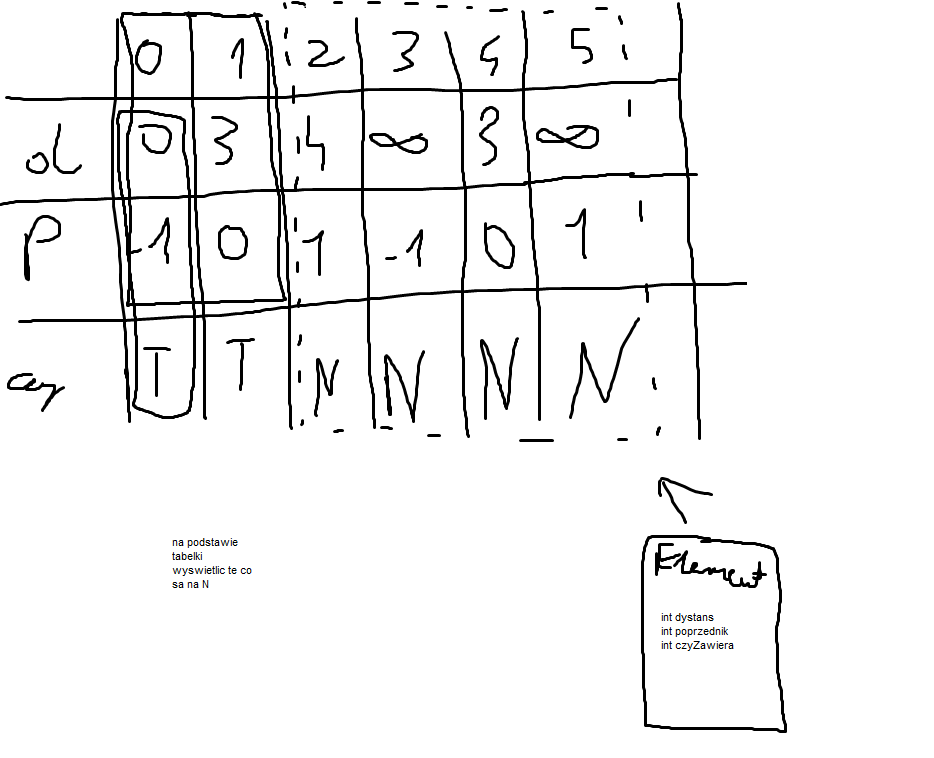 0 1 2 3 4 5
d 0 3 4 ∞ 3 ∞
P -1 0 1 -1 0 1
czy T T N N N N
na podstawie
tabelki
wyswietlic te co
sa na N
Element
int dystans
int poprzednik
int czyZawiera